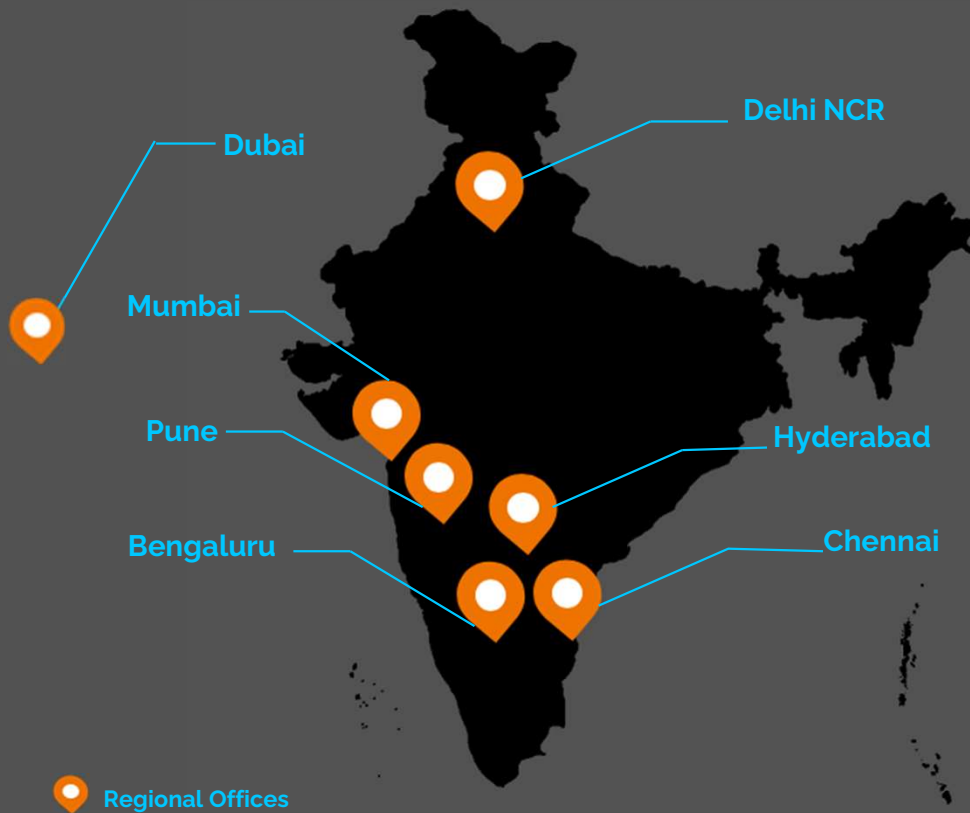 Delhi NCR
Dubai
Mumbai
Pune
Hyderabad
Bengaluru
Chennai
Regional Offices